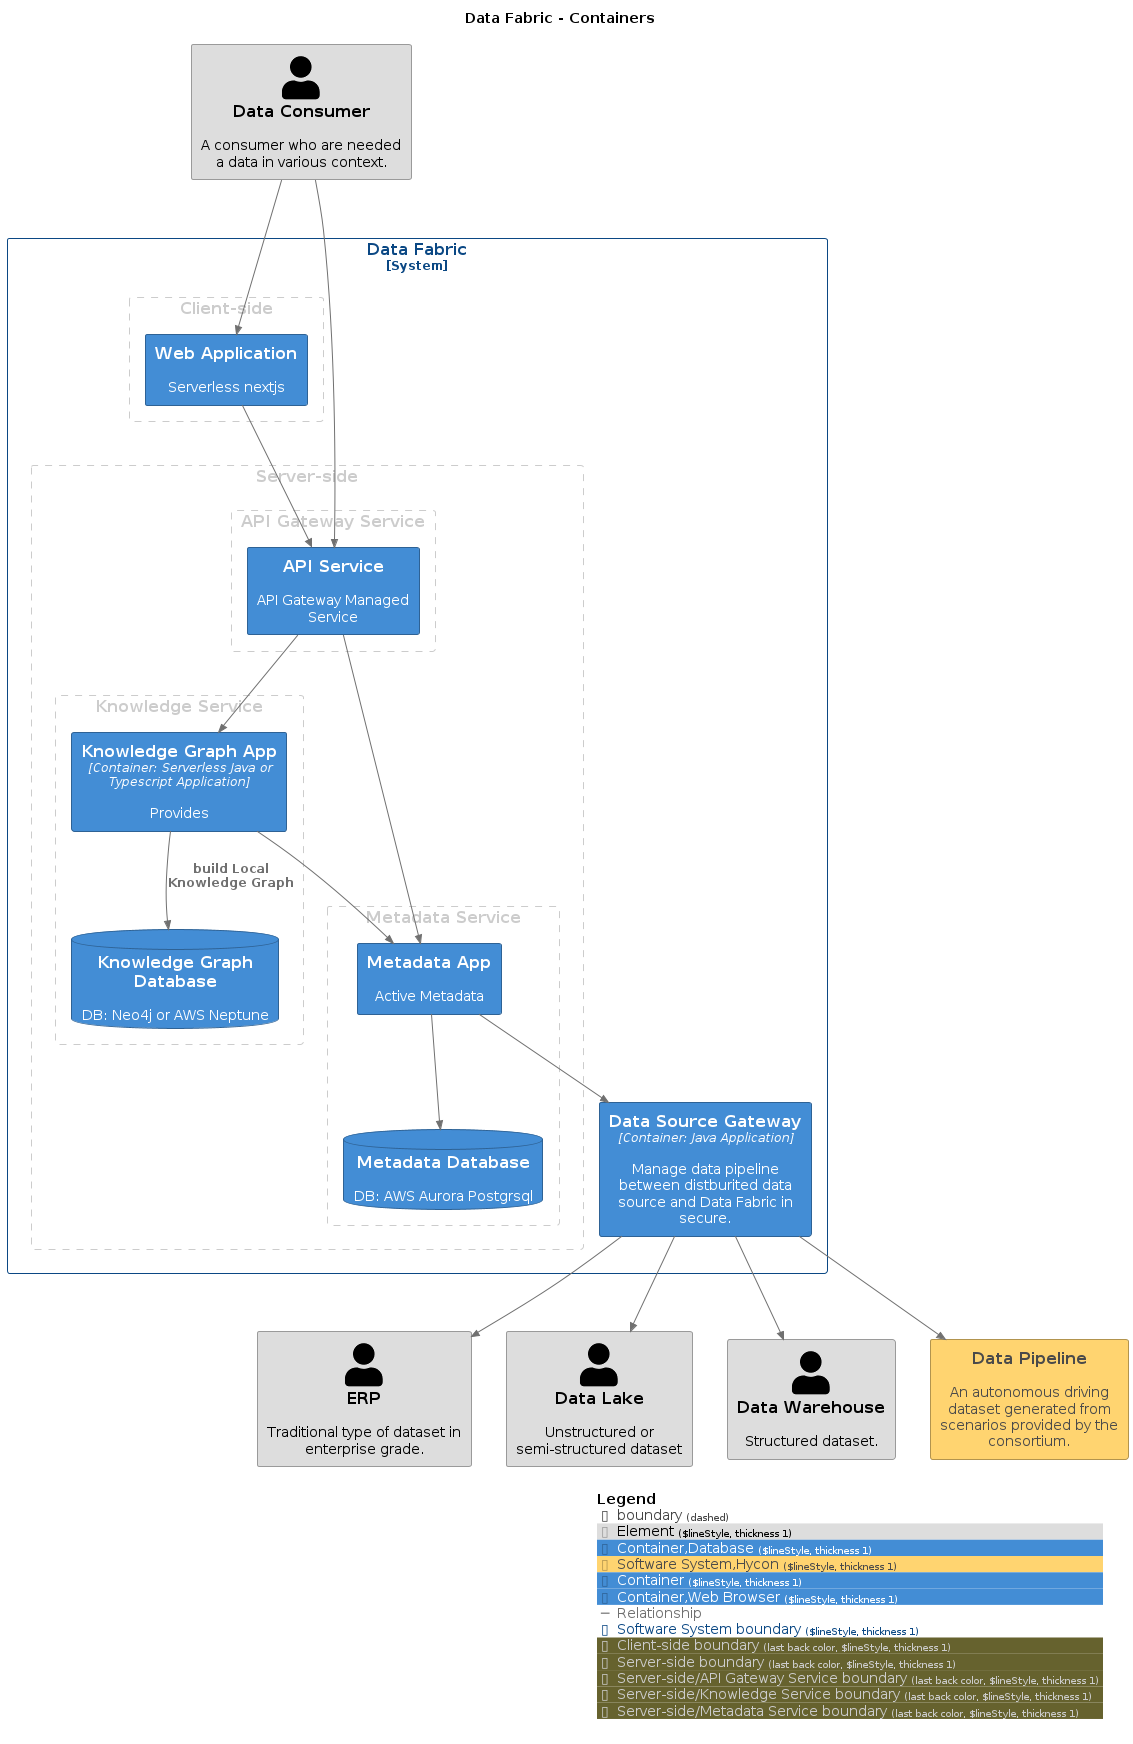 Data Fabric - Containers
Data Consumer
A consumer who are needed
a data in various context.
Data Fabric
[System]
Client-side
Web Application
Serverless nextjs
Server-side
API Gateway Service
API Service
API Gateway Managed
Service
Knowledge Service
Knowledge Graph App
[Container: Serverless Java or
Typescript Application]
Provides
build Local
Knowledge Graph
Metadata Service
Knowledge Graph
Database
DB: Neo4j or AWS Neptune
Metadata App
Active Metadata
Metadata Database
DB: AWS Aurora Postgrsql
Data Source Gateway
[Container: Java Application]
Manage data pipeline
between distburited data
source and Data Fabric in
secure.
ERP
Traditional type of dataset in
enterprise grade.
Data Lake
Unstructured or
semi-structured dataset
Data Warehouse
Structured dataset.
Data Pipeline
An autonomous driving
dataset generated from
scenarios provided by the
consortium.
Legend
boundary (dashed)
Element ($lineStyle, thickness 1)
Container,Database ($lineStyle, thickness 1)
Software System,Hycon ($lineStyle, thickness 1)
Container ($lineStyle, thickness 1)
Container,Web Browser ($lineStyle, thickness 1)
Relationship
Software System boundary ($lineStyle, thickness 1)
Client-side boundary (last back color, $lineStyle, thickness 1)
Server-side boundary (last back color, $lineStyle, thickness 1)
Server-side/API Gateway Service boundary (last back color, $lineStyle, thickness 1)
Server-side/Knowledge Service boundary (last back color, $lineStyle, thickness 1)
Server-side/Metadata Service boundary (last back color, $lineStyle, thickness 1)